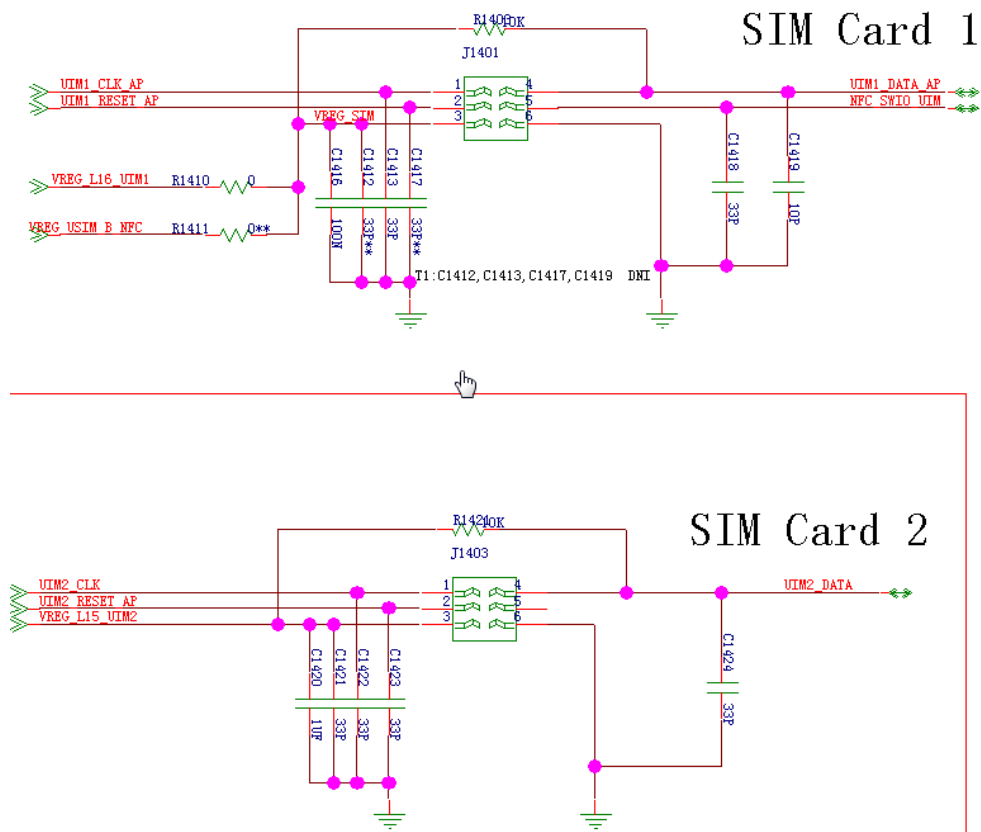 SIM Card 1
10K
J1401
UIM1_CLK_AP
UIM1_RESET_AP
VREG_SIM
1
2
3
4
5
6
UIM1_DATA_AP
NFC_SWIO_UIM
C1416
C1412
C1413
C1417
C1418
C1419
VREG_L16_UIM1
R1410
0
VREG_USIM_B_NFC
R1411
0**
100N
33P**
33P
33P**
33P
10P
T1:C1412,C1413,C1417,C1419 DNI
SIM Card 2
R1421
10K
J1403
UIM2_CLK
UIM2_RESET_AP
VREG_L15_UIM2
1
2
3
4
5
6
UIM2_DATA
C1420
C1421
C1422
C1423
C1424
1UF
33P
33P
33P
33P